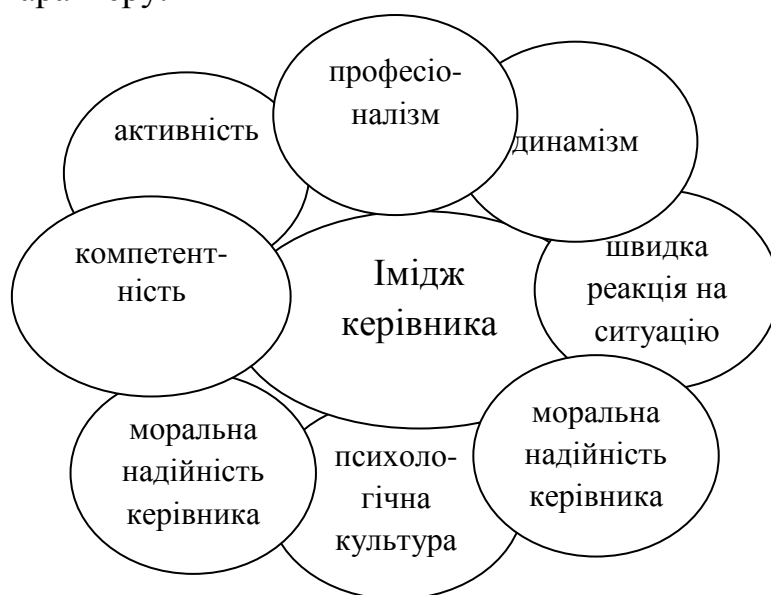 професіо-
налізм
активність
динамізм
компетент-
ність
Імідж
керівника
швидка
реакція на
ситуацію
моральна
надійність
керівника
психоло-
гічна
культура
моральна
надійність
керівника